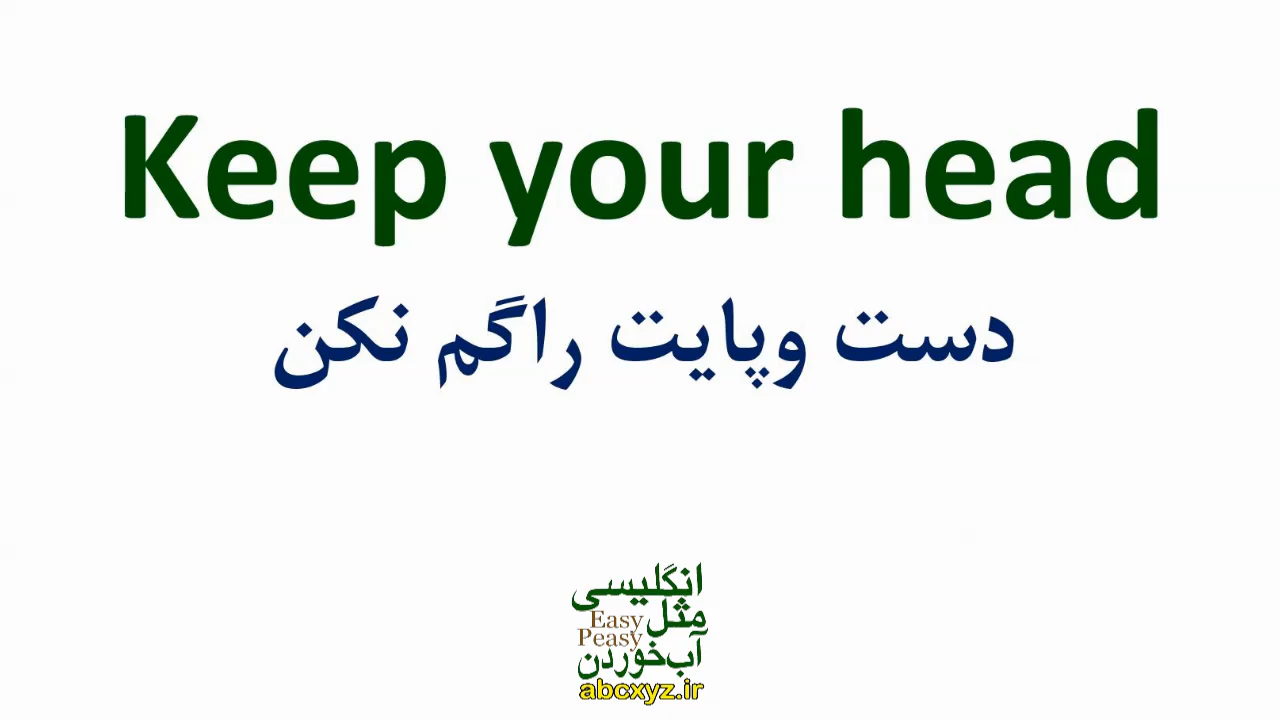 Keep your head
دست وپایت راگم نکن
انگلیسی
مثل
Easy
Peasy
آب‌خوردن
abcxyz.ir